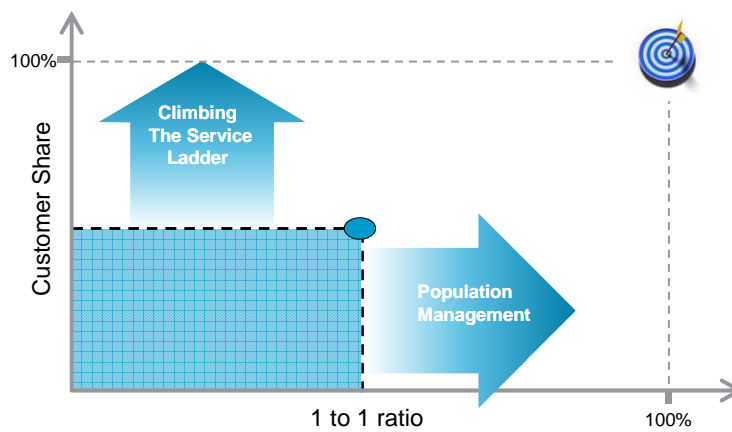 100%
Climbing
The Service
Ladder
Customer Share
Population
Management
1 to 1 ratio
100%